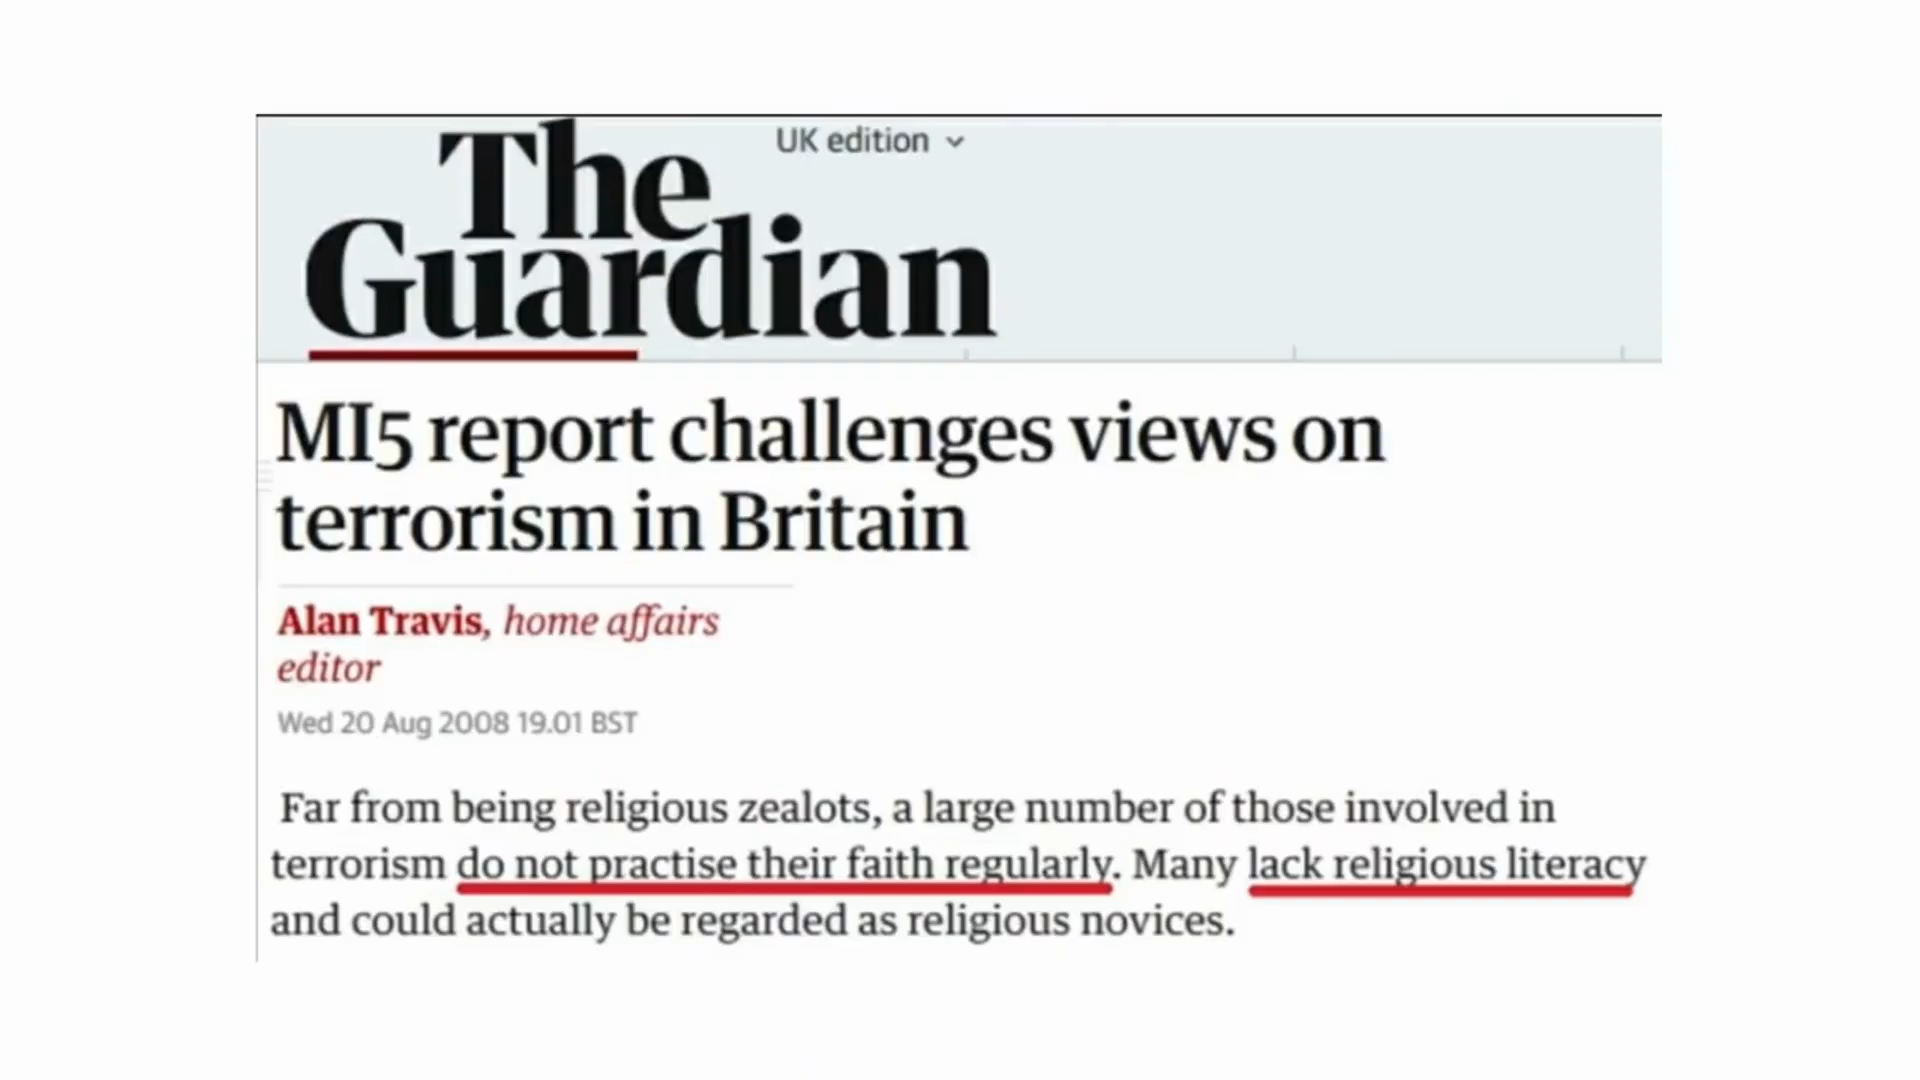 The
Guardian
UK edition
MI5 report challenges views on
terrorism in Britain
Alan Travis, home affairs
editor
Wed 20 Aug 2008 19.01 BST
Far from being religious zealots, a large number of those involved in
terrorism do not practise their faith regularly. Many lack religious literacy
and could actually be regarded as religious novices.